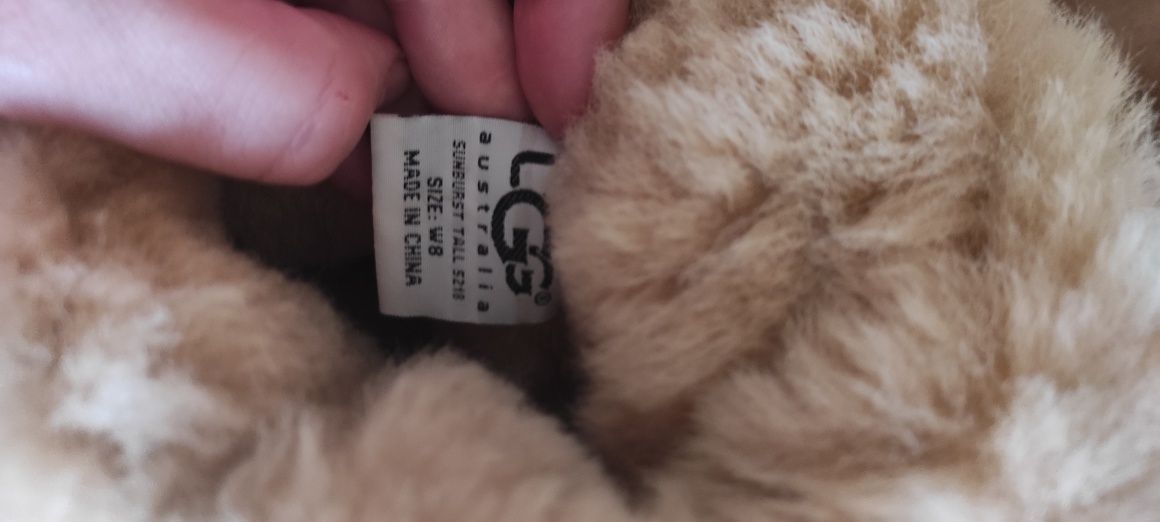 UGG®
australia
SUNBURST TALL 5218
SIZE: W8
MADE IN CHINA